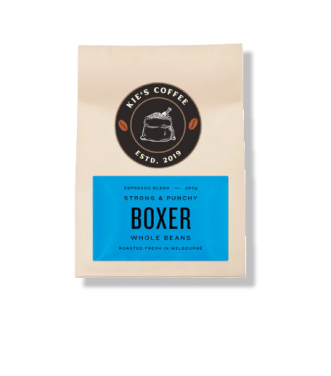 KIE'S COFFEE
ESTD. 2019
ESPRESSO BLEND — 250g
STRONG & PUNCHY
BOXER
WHOLE BEANS
ROASTED FRESH IN MELBOURNE